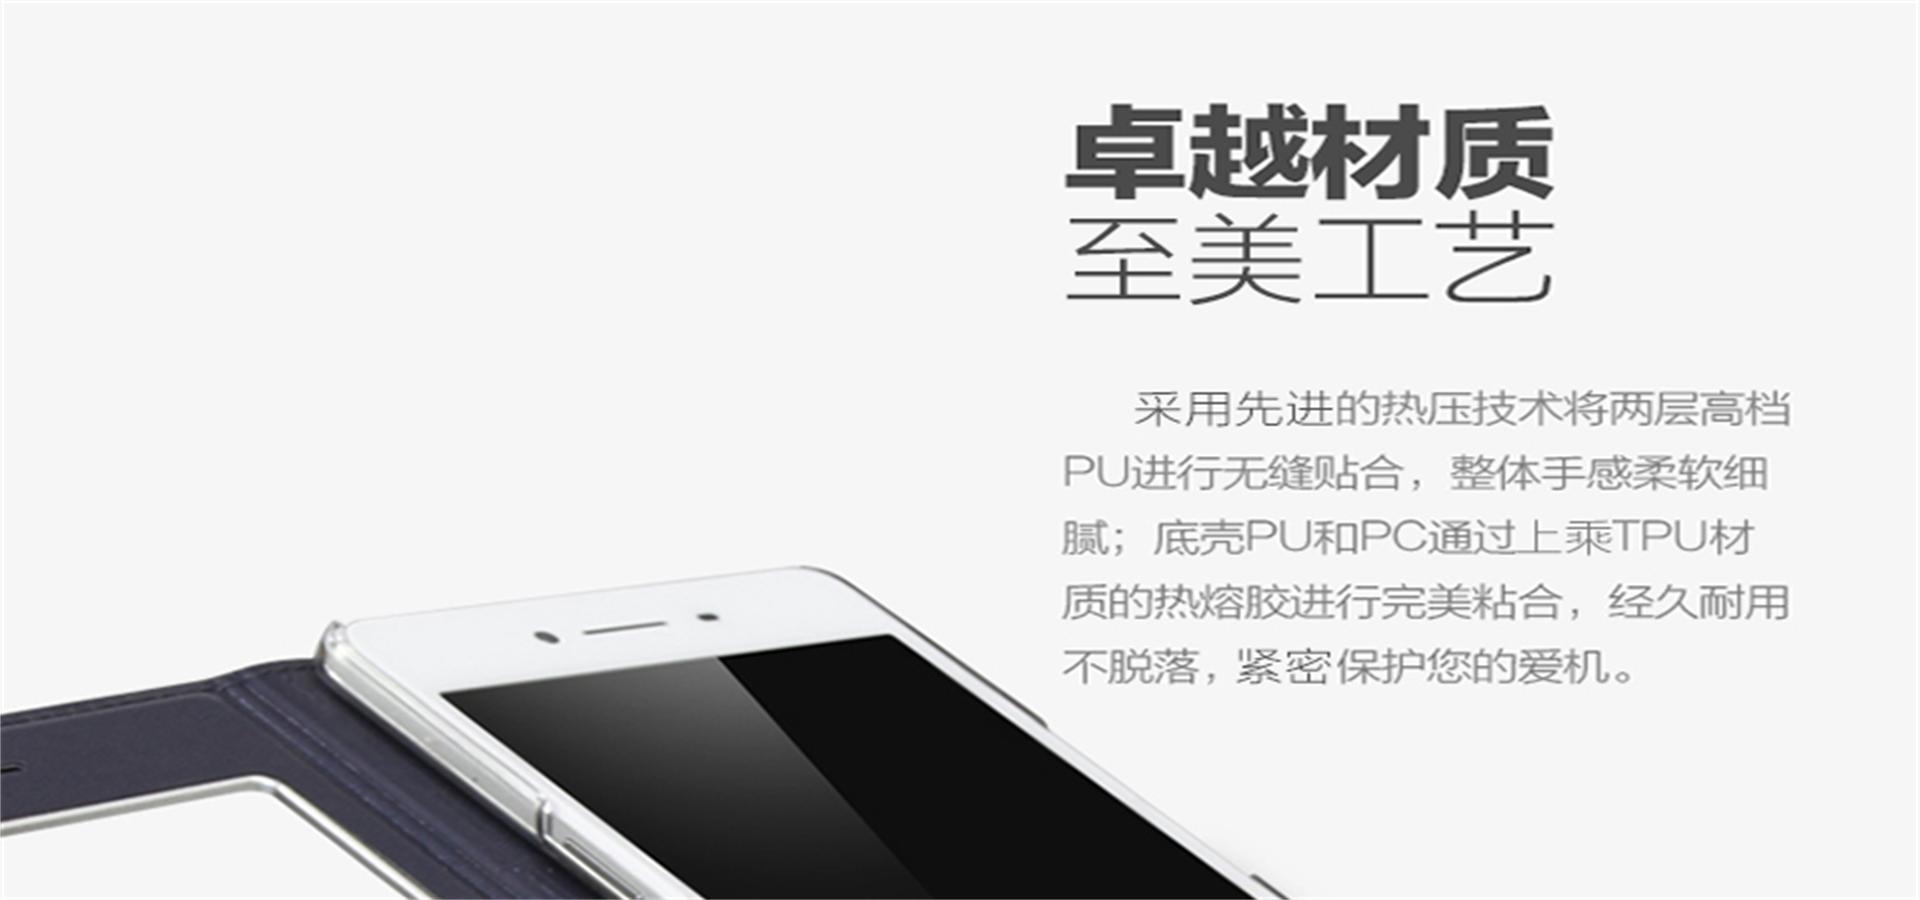 卓越材质
至美工艺
采用先进的热压技术将两层高档
PU进行无缝贴合，整体手感柔软细
腻；底壳PU和PC通过上乘TPU材
质的热熔胶进行完美粘合，经久耐用
不脱落，紧密保护您的爱机。